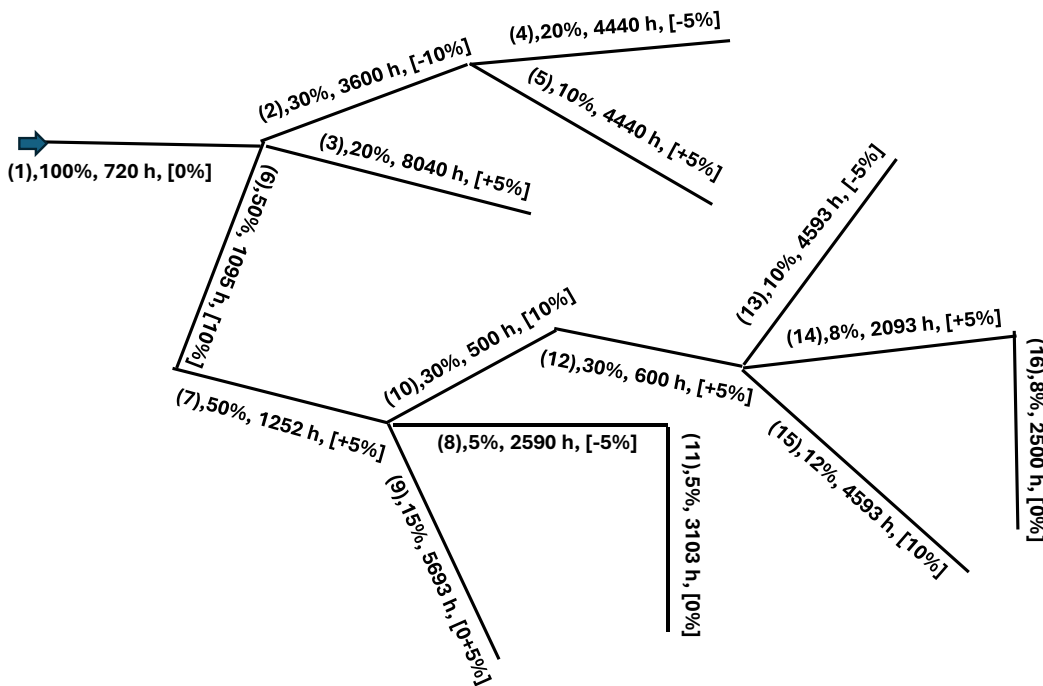 (1),100%, 720 h, [0%]
(2),30%, 3600 h, [-10%]
(3),20%, 8040 h, [+5%]
(4),20%, 4440 h, [-5%]
(5),10%, 4440 h, [+5%]
(6),50%, 1095 h, [10%]
(7),50%, 1252 h, [+5%]
(8),5%, 2590 h, [-5%]
(9),15%, 5693 h, [0+5%]
(10),30%, 500 h, [10%]
(11),5%, 3103 h, [0%]
(12),30%, 600 h, [+5%]
(13),10%, 4593 h, [-5%]
(14),8%, 2093 h, [+5%]
(15),12%, 4593 h, [10%]
(16),8%, 2500 h, [0%]